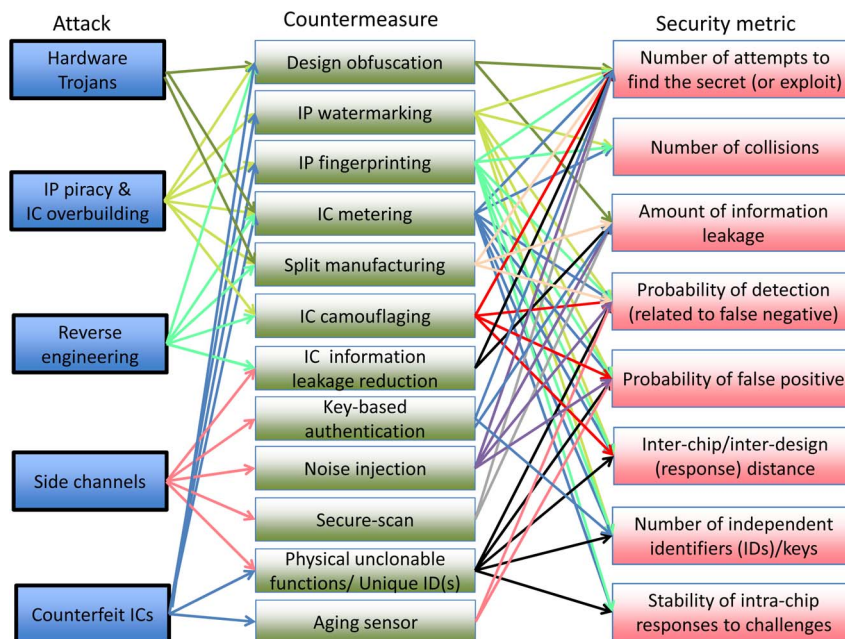 Attack
Countermeasure
Security metric
Hardware
Trojans
IP piracy &
IC overbuilding
Reverse
engineering
Side channels
Counterfeit ICs
Design obfuscation
IP watermarking
IP fingerprinting
IC metering
Split manufacturing
IC camouflaging
IC information
leakage reduction
Key-based
authentication
Noise injection
Secure-scan
Physical unclonable
functions/ Unique ID(s)
Aging sensor
Number of attempts to
find the secret (or exploit)
Number of collisions
Amount of information
leakage
Probability of detection
(related to false negative)
Probability of false positive
Inter-chip/inter-design
(response) distance
Number of independent
identifiers (IDs)/keys
Stability of intra-chip
responses to challenges